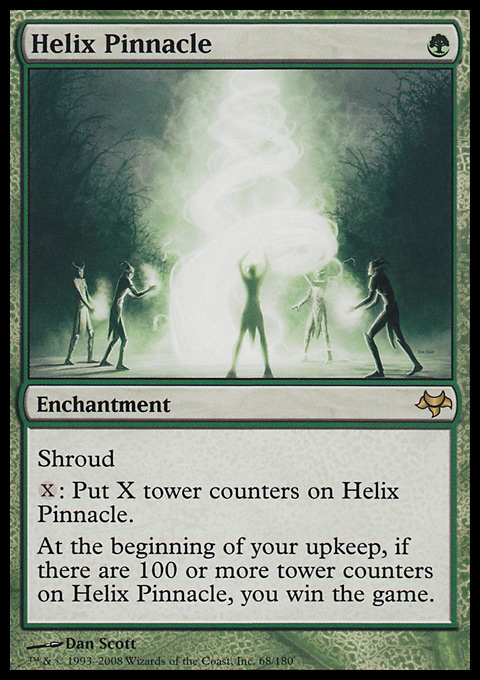 Helix Pinnacle
Enchantment
Shroud
X: Put X tower counters on Helix
Pinnacle.
At the beginning of your upkeep, if
there are 100 or more tower counters
on Helix Pinnacle, you win the game.
Dan Scott
™ & © 1993–2008 Wizards of the Coast, Inc. 68/180